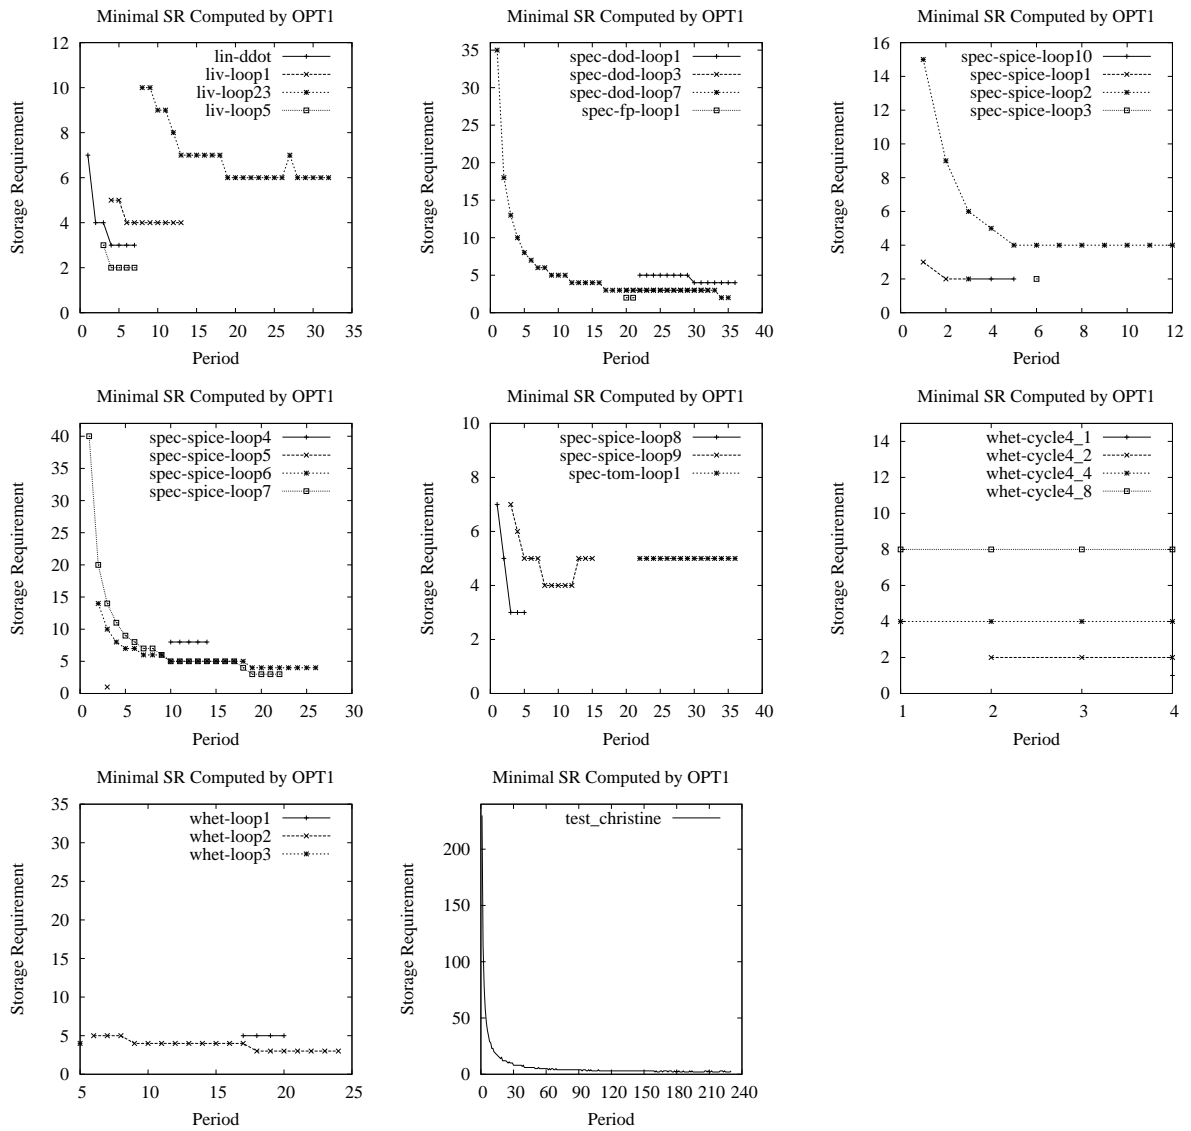 Minimal SR Computed by OPT1
12
10
8
6
4
2
0
Storage Requirement
lin-ddot
liv-loop1
liv-loop23
liv-loop5
0 5 10 15 20 25 30 35
Period
Minimal SR Computed by OPT1
35
30
25
20
15
10
5
0
Storage Requirement
spec-dod-loop1
spec-dod-loop3
spec-dod-loop7
spec-fp-loop1
0 5 10 15 20 25 30 35 40
Period
Minimal SR Computed by OPT1
16
14
12
10
8
6
4
2
0
Storage Requirement
spec-spice-loop10
spec-spice-loop1
spec-spice-loop2
spec-spice-loop3
0 2 4 6 8 10 12
Period
Minimal SR Computed by OPT1
40
35
30
25
20
15
10
5
0
Storage Requirement
spec-spice-loop4
spec-spice-loop5
spec-spice-loop6
spec-spice-loop7
0 5 10 15 20 25 30
Period
Minimal SR Computed by OPT1
10
8
6
4
2
0
Storage Requirement
spec-spice-loop8
spec-spice-loop9
spec-tom-loop1
0 5 10 15 20 25 30 35 40
Period
Minimal SR Computed by OPT1
14
12
10
8
6
4
2
0
Storage Requirement
whet-cycle4_1
whet-cycle4_2
whet-cycle4_4
whet-cycle4_8
1 2 3 4
Period
Minimal SR Computed by OPT1
35
30
25
20
15
10
5
0
Storage Requirement
whet-loop1
whet-loop2
whet-loop3
5 10 15 20 25
Period
Minimal SR Computed by OPT1
200
150
100
50
0
Storage Requirement
test_christine
0 30 60 90 120 150 180 210 240
Period